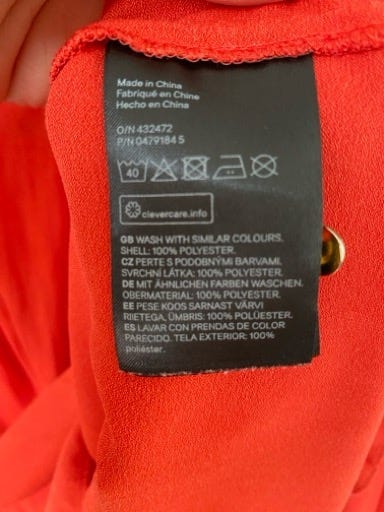 Made in China
Fabriqué en Chine
Hecho en China
O/N 432472
P/N 0479184 5
40
clevercare.info
GB WASH WITH SIMILAR COLOURS.
SHELL: 100% POLYESTER.
CZ PERTE S PODOBNÝMI BARVAMI.
SVRCHNÍ LÁTKA: 100% POLYESTER.
DE MIT ÄHNLICHEN FARBEN WASCHEN.
OBERMATERIAL: 100% POLYESTER.
EE PESE KOOS SARNAST VÄRVI
RIIETEGA. ÜMBRIS: 100% POLÜESTER.
ES LAVAR CON PRENDAS DE COLOR
PARECIDO. TELA EXTERIOR: 100%
poliéster.